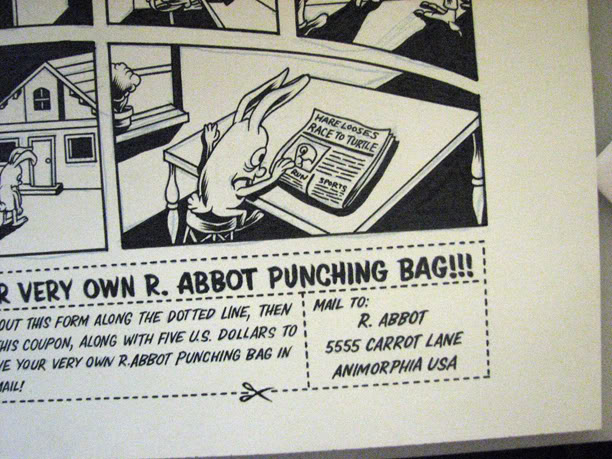 HARE LOOSES
RACE TO TURTLE
RUN
SPORTS
VERY OWN R. ABBOT PUNCHING BAG!!!
OUT THIS FORM ALONG THE DOTTED LINE, THEN
THIS COUPON, ALONG WITH FIVE U.S. DOLLARS TO
YOUR VERY OWN R.ABBOT PUNCHING BAG IN
MAIL!
MAIL TO:
R. ABBOT
5555 CARROT LANE
ANIMORPHIA USA